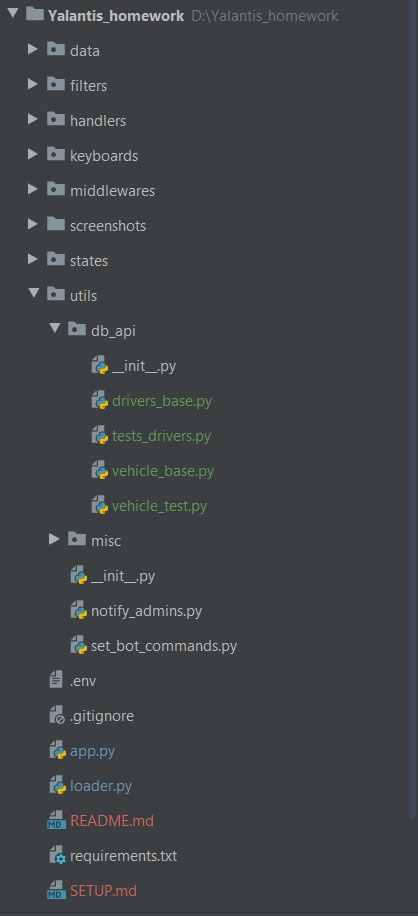 Yalantis_homework D:\Yalantis_homework
data
filters
handlers
keyboards
middlewares
screenshots
states
utils
db_api
__init__.py
drivers_base.py
tests_drivers.py
vehicle_base.py
vehicle_test.py
misc
__init__.py
notify_admins.py
set_bot_commands.py
.env
.gitignore
app.py
loader.py
MD README.md
requirements.txt
MD SETUP.md